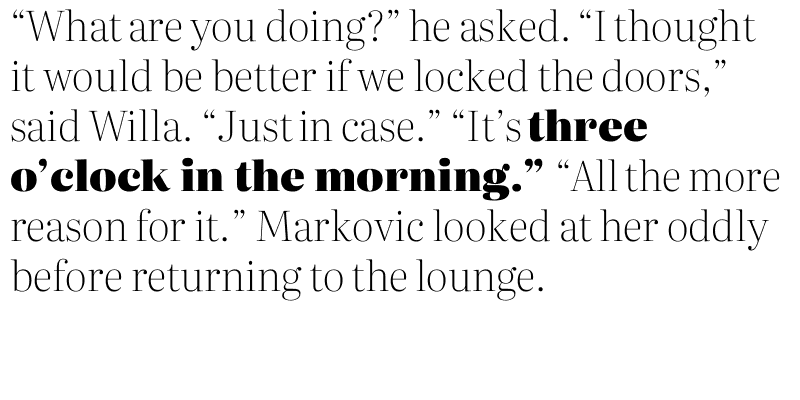 “What are you doing?” he asked. “I thought
it would be better if we locked the doors,”
said Willa. “Just in case.” “It’s three
o’clock in the morning.” “All the more
reason for it.” Markovic looked at her oddly
before returning to the lounge.